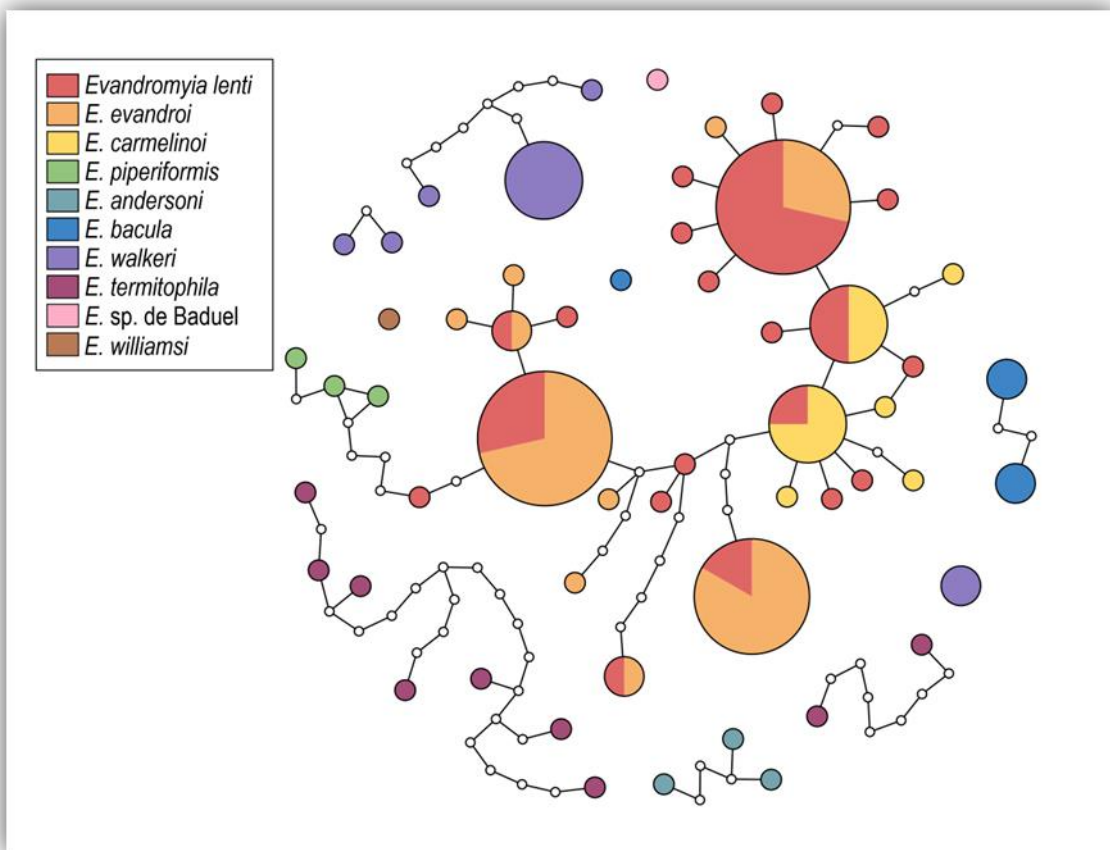 Evandromyia lenti
E. evandroi
E. carmelinoi
E. piperiformis
E. andersoni
E. bacula
E. walkeri
E. termitophila
E. sp. de Baduel
E. williamsi